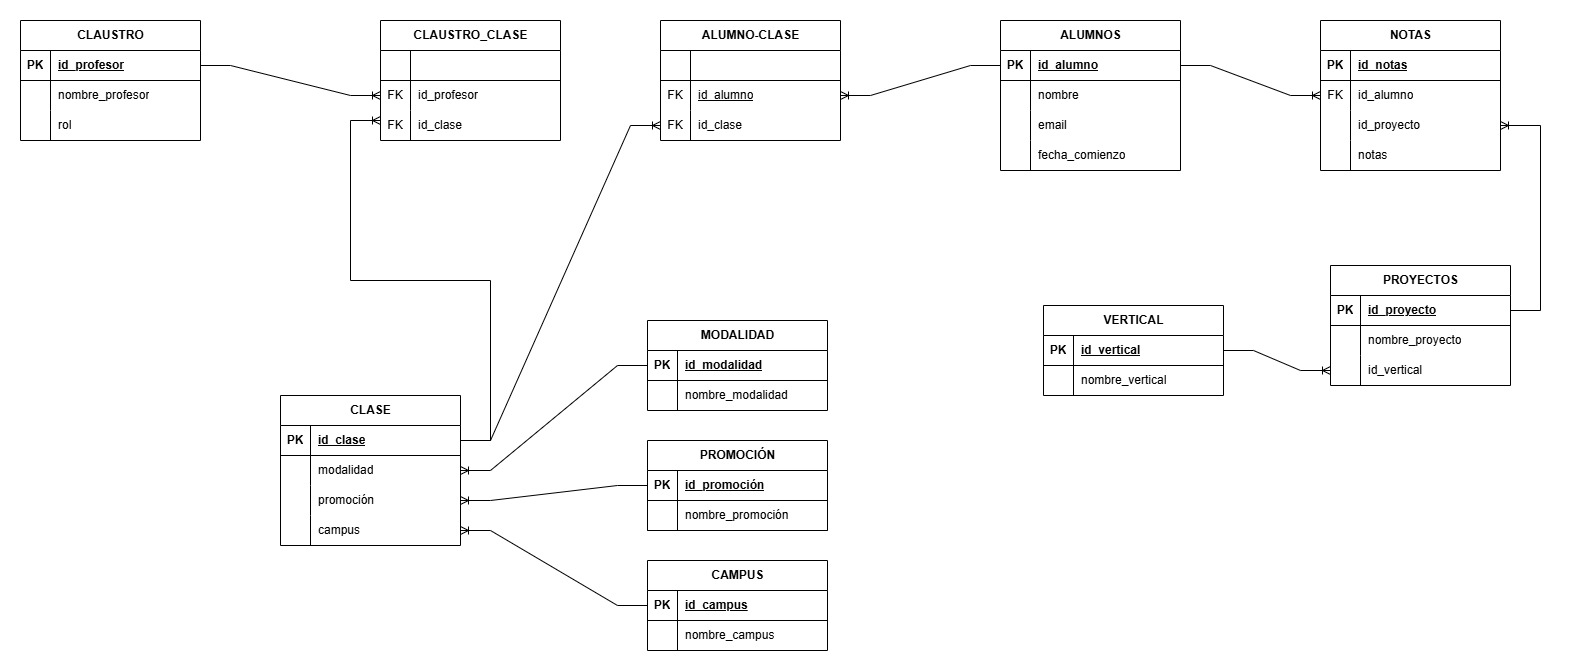 CLAUSTRO
PK id_profesor
nombre_profesor
rol
CLAUSTRO_CLASE
FK id_profesor
FK id_clase
ALUMNO-CLASE
FK id_alumno
FK id_clase
ALUMNOS
PK id_alumno
nombre
email
fecha_comienzo
NOTAS
PK id_notas
FK id_alumno
id_proyecto
notas
PROYECTOS
PK id_proyecto
nombre_proyecto
id_vertical
VERTICAL
PK id_vertical
nombre_vertical
MODALIDAD
PK id_modalidad
nombre_modalidad
CLASE
PK id_clase
modalidad
promoción
campus
PROMOCIÓN
PK id_promoción
nombre_promoción
CAMPUS
PK id_campus
nombre_campus